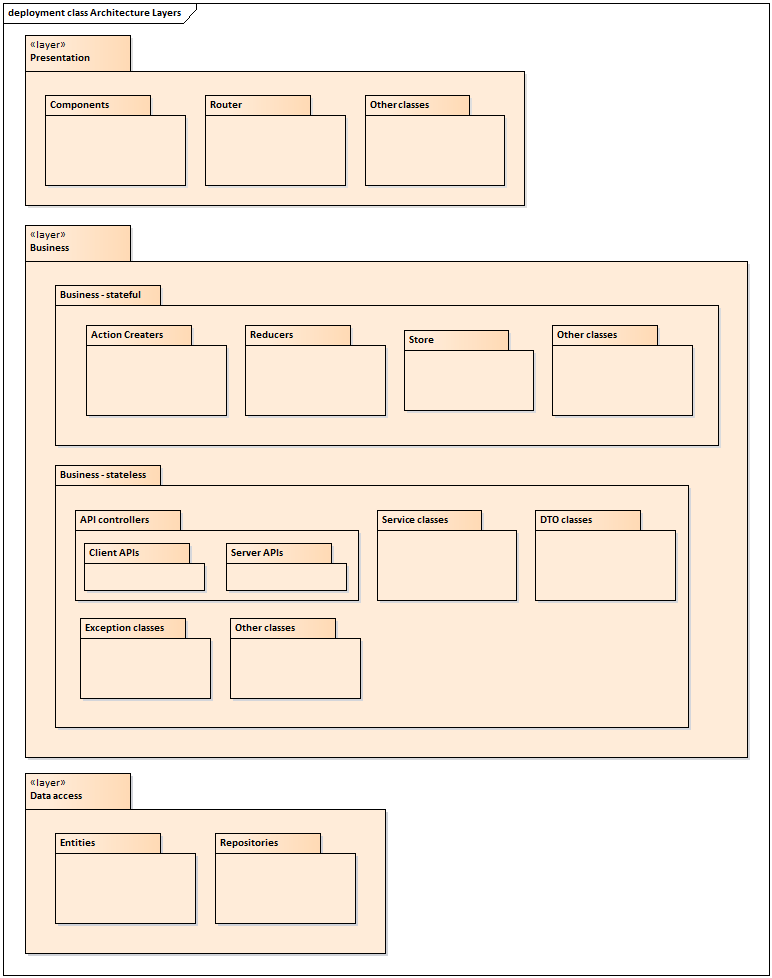 deployment class Architecture Layers
«layer»
Presentation
Components
Router
Other classes
«layer»
Business
Business - stateful
Action Creaters
Reducers
Store
Other classes
Business - stateless
API controllers
Client APIs
Server APIs
Service classes
DTO classes
Exception classes
Other classes
«layer»
Data access
Entities
Repositories